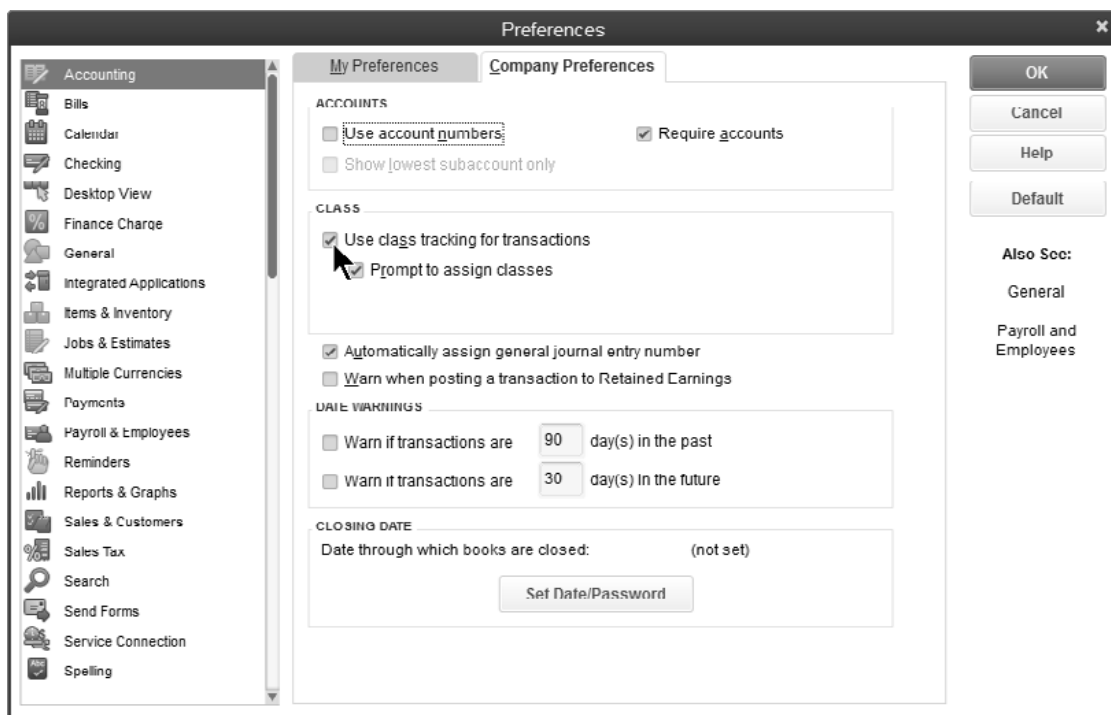 Preferences
Accounting
Bills
Calendar
Checking
Desktop View
Finance Charge
General
Integrated Applications
Items & Inventory
Jobs & Estimates
Multiple Currencies
Payments
Payroll & Employees
Reminders
Reports & Graphs
Sales & Customers
Sales Tax
Search
Send Forms
Service Connection
Spelling
My Preferences Company Preferences
ACCOUNTS
Use account numbers Require accounts
Show lowest subaccount only
CLASS
Use class tracking for transactions
Prompt to assign classes
Automatically assign general journal entry number
Warn when posting a transaction to Retained Earnings
DATE WARNINGS
Warn if transactions are 90 day(s) in the past
Warn if transactions are 30 day(s) in the future
CLOSING DATE
Date through which books are closed: (not set)
Set Date/Password
OK
Cancel
Help
Default
Also See:
General
Payroll and
Employees